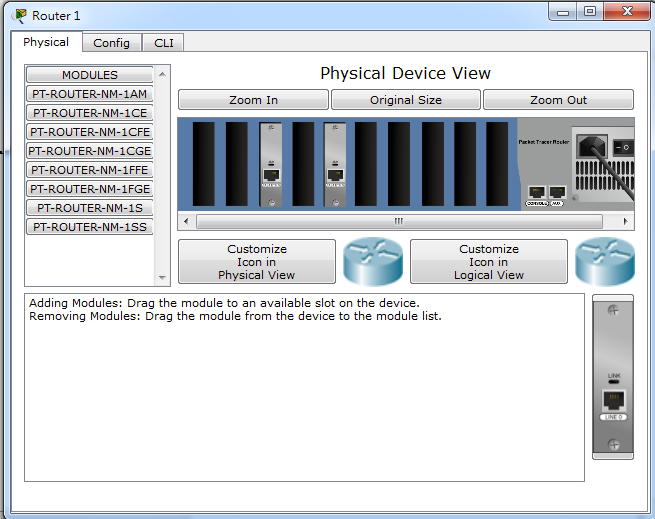 Router 1
Physical
Config
CLI
MODULES
PT-ROUTER-NM-1AM
PT-ROUTER-NM-1CE
PT-ROUTER-NM-1CFE
PT-ROUTER-NM-1CGE
PT-ROUTER-NM-1FFE
PT-ROUTER-NM-1FGE
PT-ROUTER-NM-1S
PT-ROUTER-NM-1SS
Physical Device View
Zoom In
Original Size
Zoom Out
Packet Tracer Router
CONSOLE
AUX
Customize
Icon in
Physical View
Customize
Icon in
Logical View
Adding Modules: Drag the module to an available slot on the device.
Removing Modules: Drag the module from the device to the module list.
LINK
LINE 0